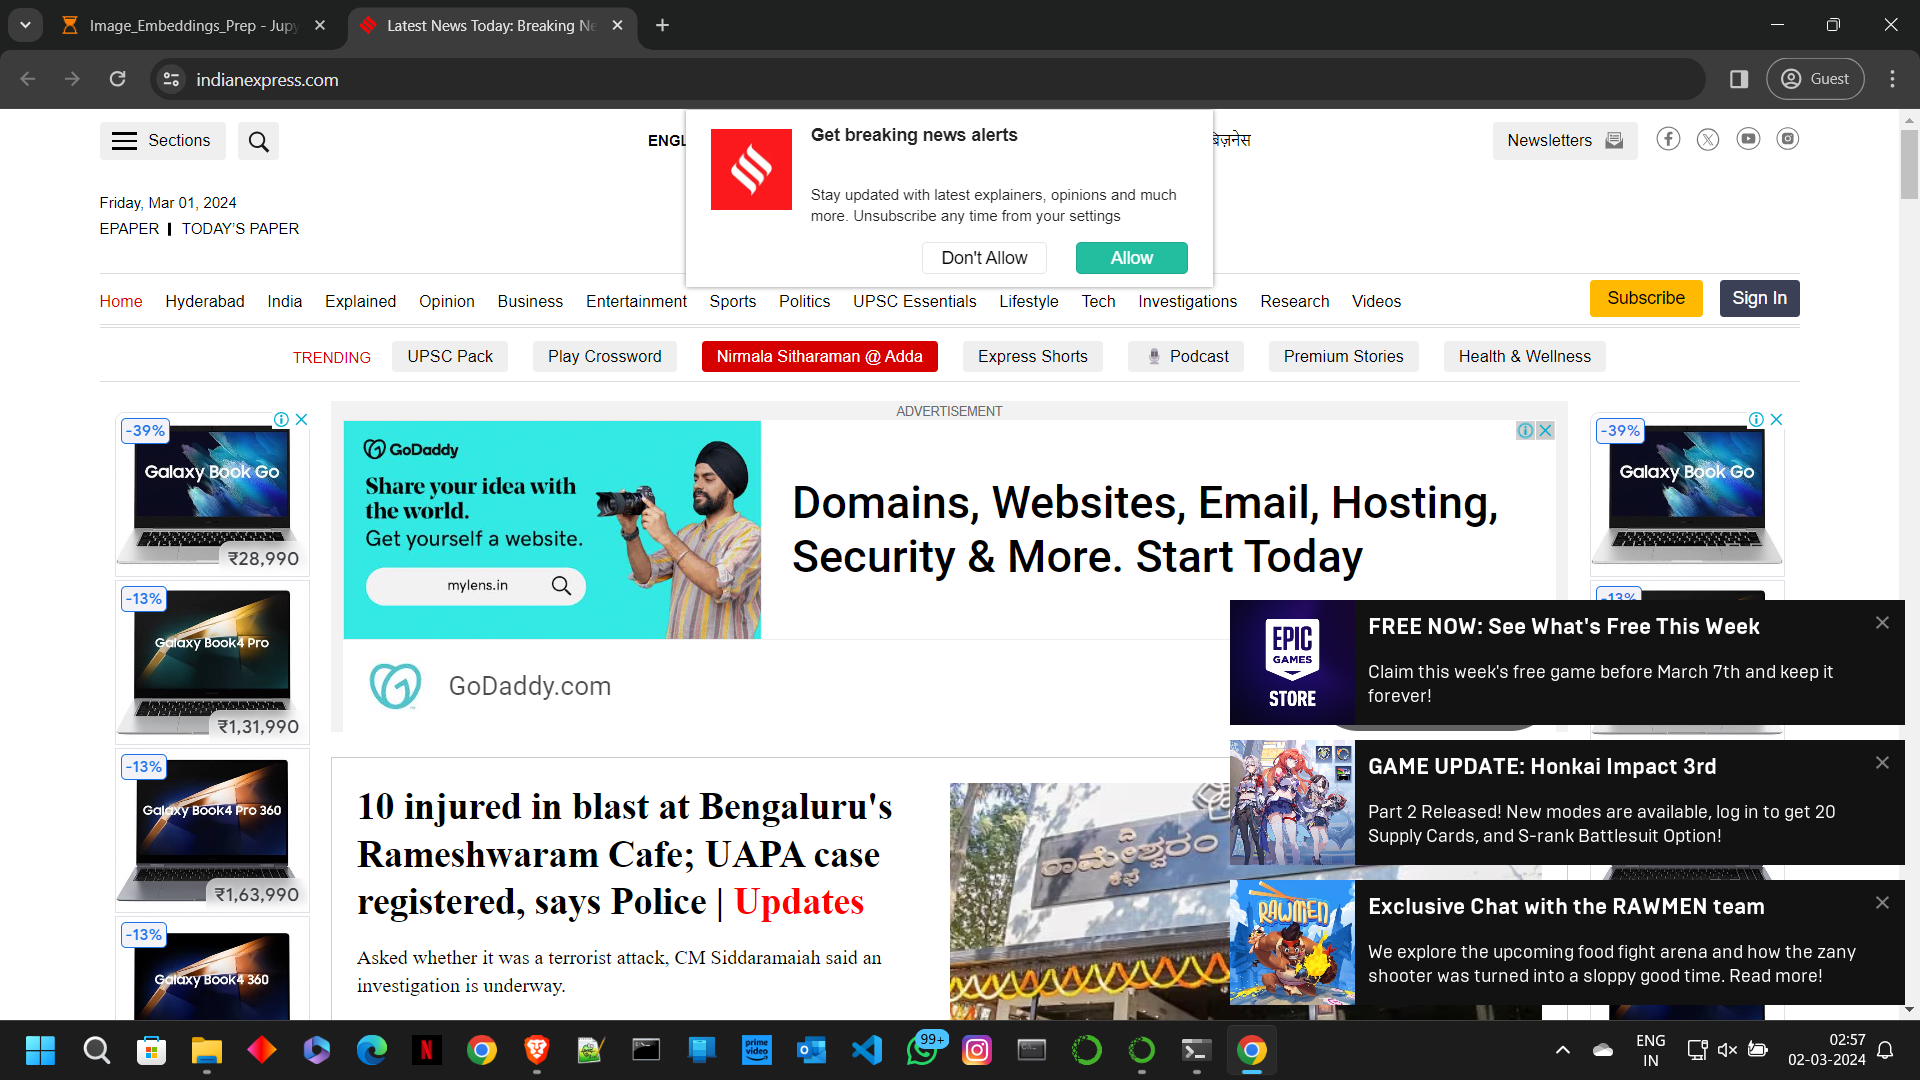 Image_Embeddings_Prep - Jupy
Latest News Today: Breaking Ne
indianexpress.com
Guest
Sections
ENGL
बिज़नेस
Newsletters
Get breaking news alerts
Stay updated with latest explainers, opinions and much
more. Unsubscribe any time from your settings
Don't Allow
Allow
Friday, Mar 01, 2024
EPAPER
TODAY'S PAPER
Home
Hyderabad
India
Explained
Opinion
Business
Entertainment
Sports
Politics
UPSC Essentials
Lifestyle
Tech
Investigations
Research
Videos
Subscribe
Sign In
TRENDING
UPSC Pack
Play Crossword
Nirmala Sitharaman @ Adda
Express Shorts
Podcast
Premium Stories
Health & Wellness
ADVERTISEMENT
-39%
Galaxy Book Go
₹28,990
-13%
Galaxy Book4 Pro
₹1,31,990
-13%
Galaxy Book4 Pro 360
₹1,63,990
-13%
Galaxy Book4 360
GoDaddy
Share your idea with
the world.
Get yourself a website.
mylens.in
Domains, Websites, Email, Hosting,
Security & More. Start Today
GoDaddy.com
-39%
Galaxy Book Go
-13%
EPIC
GAMES
STORE
FREE NOW: See What's Free This Week
Claim this week's free game before March 7th and keep it
forever!
GAME UPDATE: Honkai Impact 3rd
Part 2 Released! New modes are available, log in to get 20
Supply Cards, and S-rank Battlesuit Option!
RAWMEN
Exclusive Chat with the RAWMEN team
We explore the upcoming food fight arena and how the zany
shooter was turned into a sloppy good time. Read more!
10 injured in blast at Bengaluru's
Rameshwaram Cafe; UAPA case
registered, says Police | Updates
Asked whether it was a terrorist attack, CM Siddaramaiah said an
investigation is underway.
ದಿ
ರಾಮೇಶ್ವರಂ
ಕೆಫೆ
prime
video
99+
ENG
IN
02:57
02-03-2024